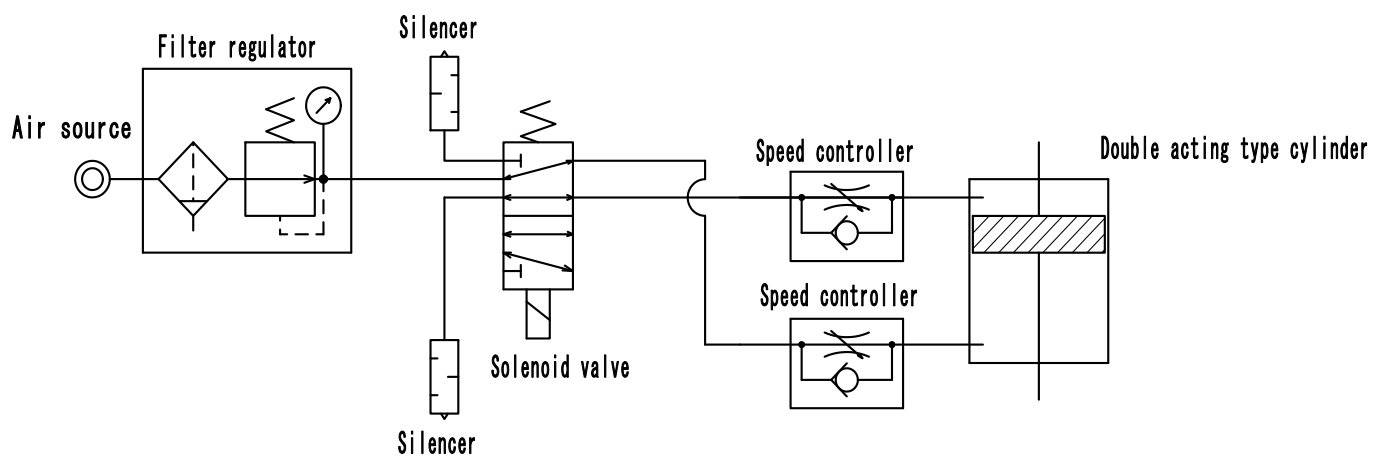 Silencer
Filter regulator
Air source
Speed controller
Double acting type cylinder
Speed controller
Solenoid valve
Silencer